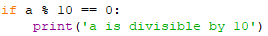 if a % 10 == 0:
    print('a is divisible by 10')